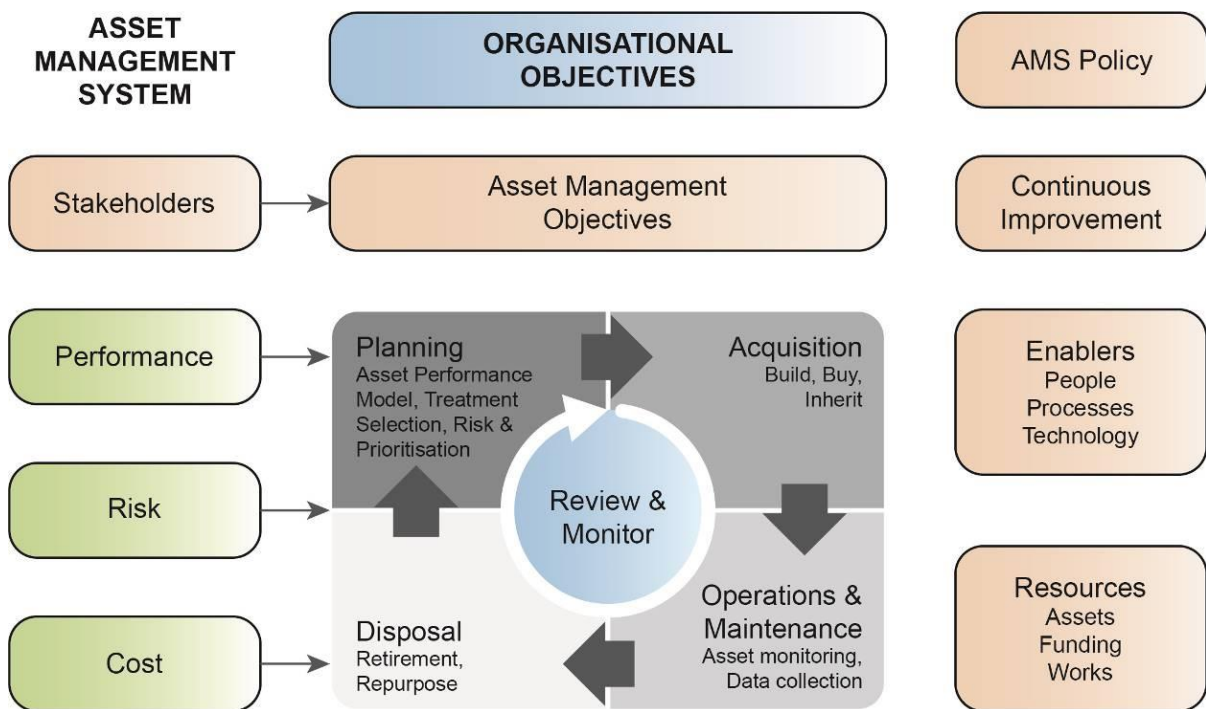 ASSET
MANAGEMENT
SYSTEM
ORGANISATIONAL
OBJECTIVES
AMS Policy
Stakeholders
Asset Management
Objectives
Continuous
Improvement
Performance
Planning
Asset Performance
Model, Treatment
Selection, Risk &
Prioritisation
Acquisition
Build, Buy,
Inherit
Enablers
People
Processes
Technology
Risk
Review &
Monitor
Cost
Disposal
Retirement,
Repurpose
Operations &
Maintenance
Asset monitoring,
Data collection
Resources
Assets
Funding
Works